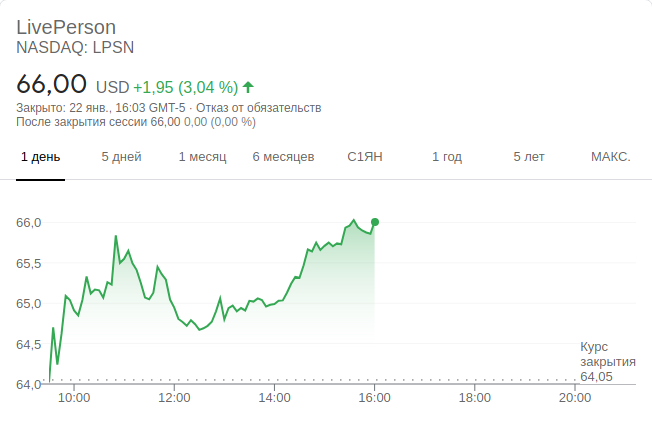 LivePerson
NASDAQ: LPSN
66,00 USD +1,95 (3,04 %)
Закрыто: 22 янв., 16:03 GMT-5 · Отказ от обязательств
После закрытия сессии 66,00 0,00 (0,00 %)
1 день 5 дней 1 месяц 6 месяцев С1ЯН 1 год 5 лет МАКС.
66,0
65,5
65,0
64,5
Курс
закрытия
64,05
64,0
10:00 12:00 14:00 16:00 18:00 20:00